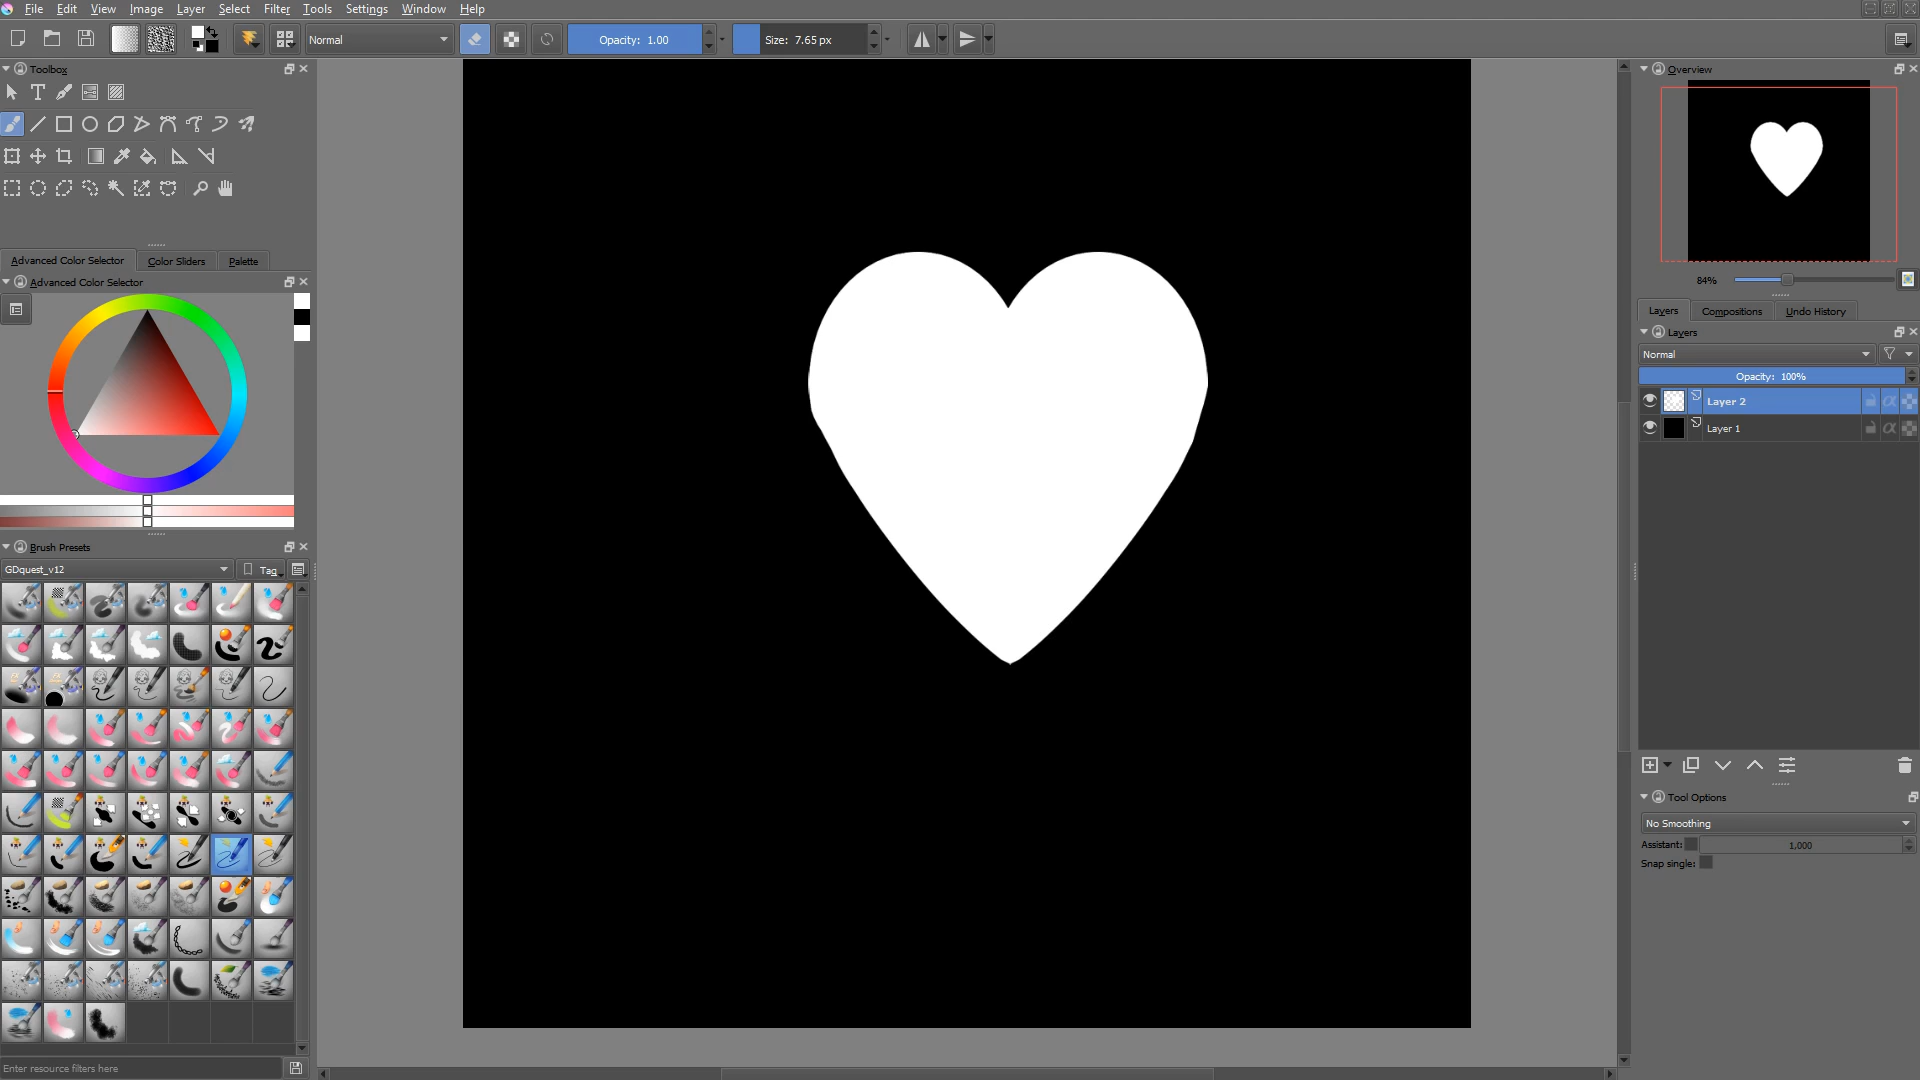 File Edit View Image Layer Select Filter Tools Settings Window Help
Normal Opacity: 1.00 Size: 7.65 px
Toolbox
Advanced Color Selector Color Sliders Palette
Advanced Color Selector
Brush Presets
GDquest_v12 Tag
Enter resource filters here
Overview
84%
Layers Compositions Undo History
Layers
Normal
Opacity: 100%
Layer 2
Layer 1
Tool Options
No Smoothing
Assistant: 1,000
Snap single: